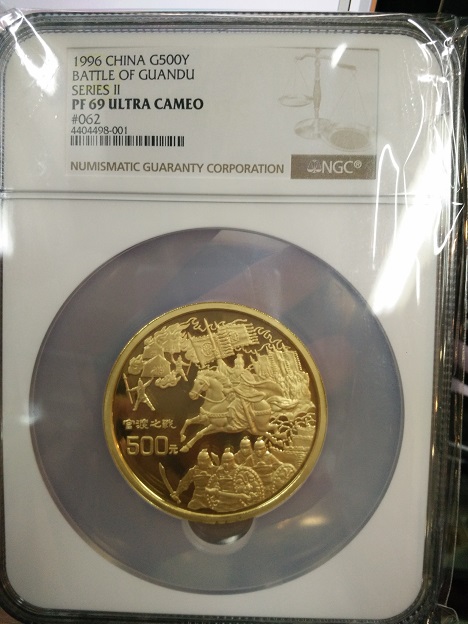 1996 CHINA G500Y
BATTLE OF GUANDU
SERIES II
PF 69 ULTRA CAMEO
#062
4404498-001
NUMISMATIC GUARANTY CORPORATION
NGC®
官渡之战
500元